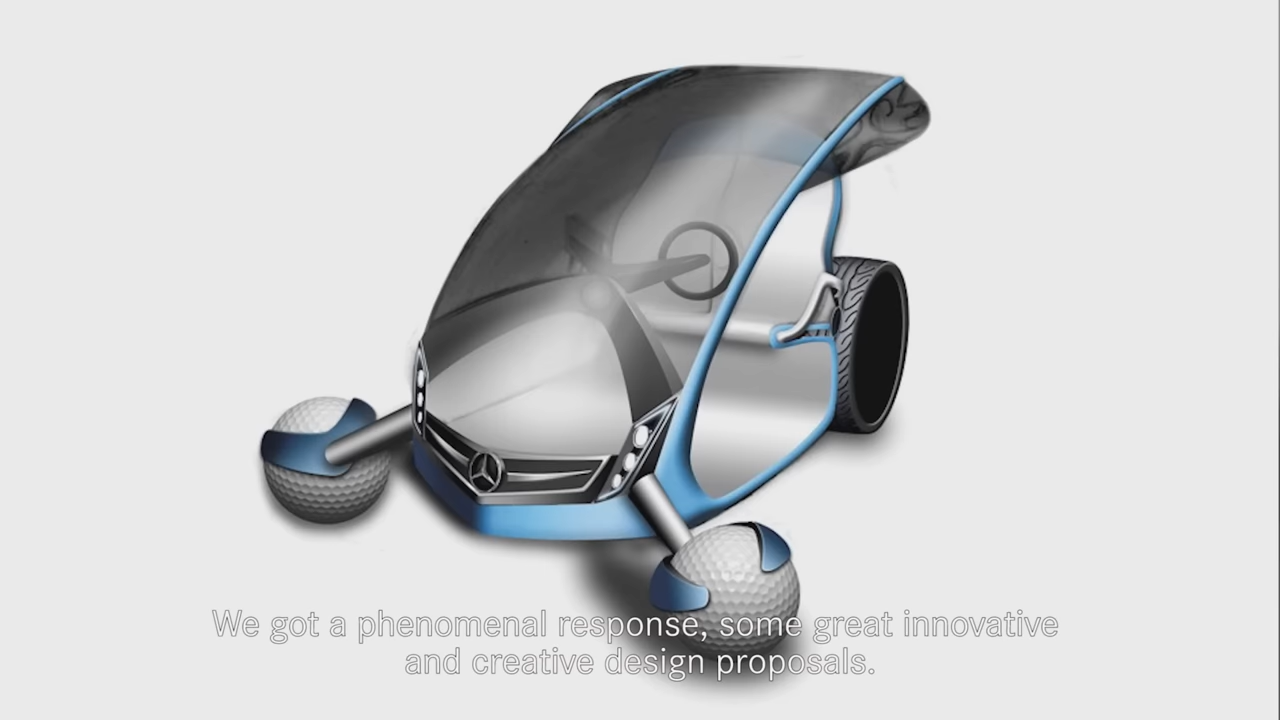 We got a phenomenal response, some great innovative
and creative design proposals.